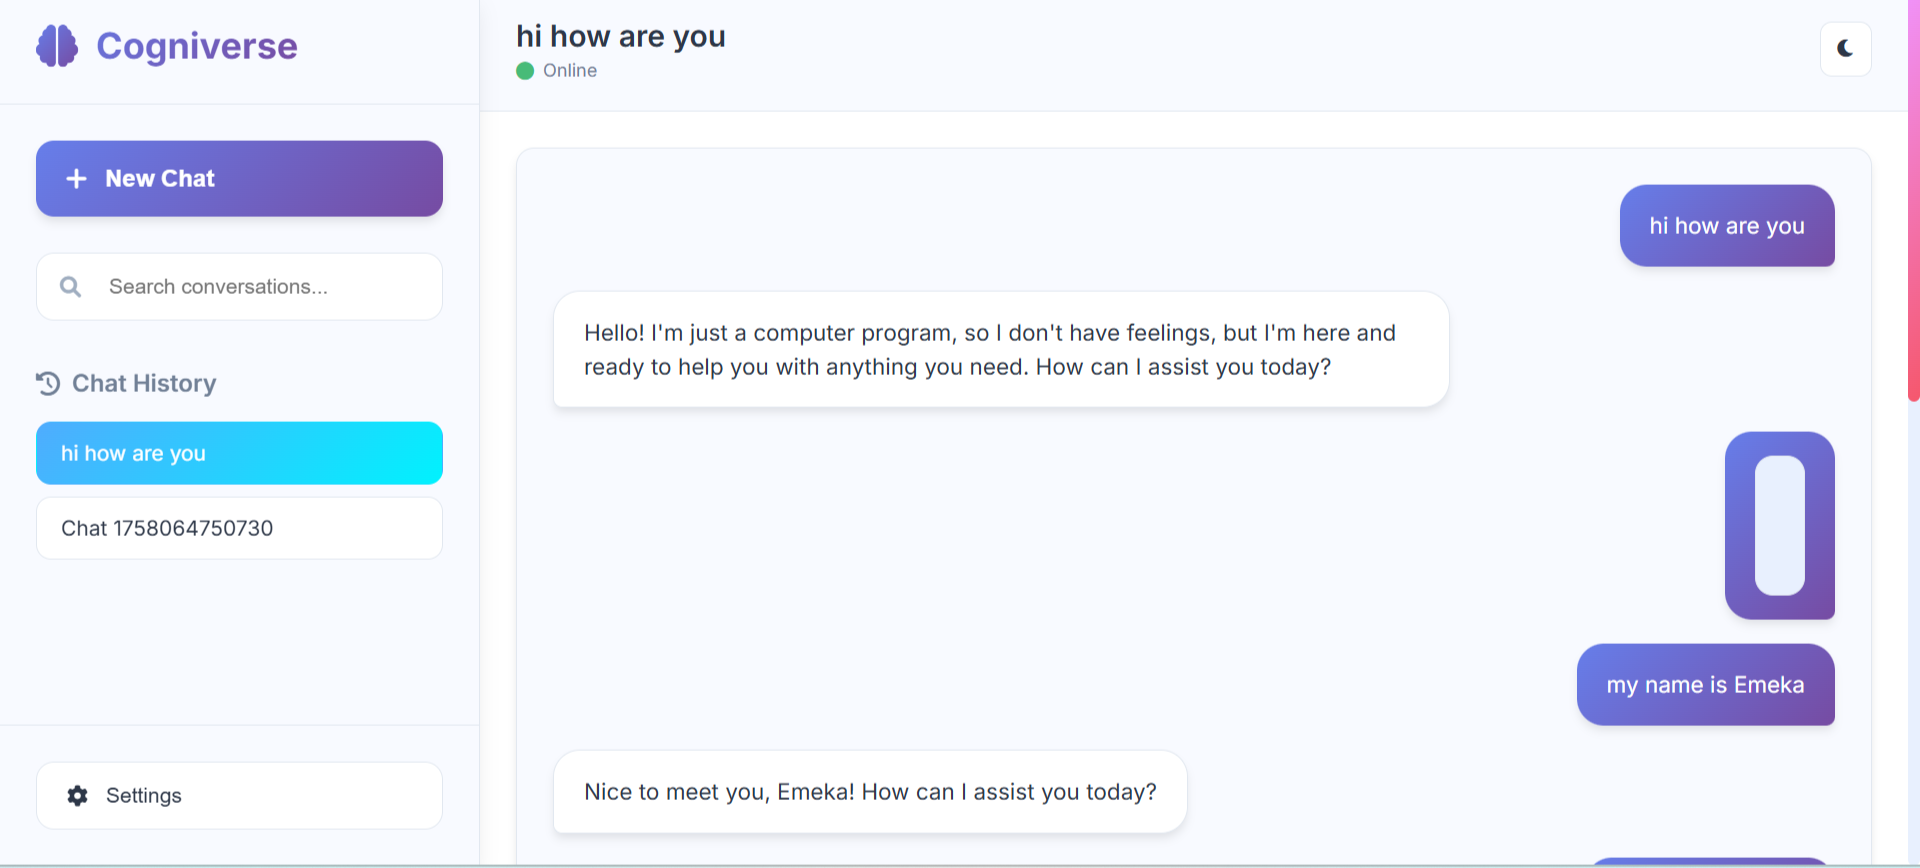 Cogniverse
New Chat
Search conversations...
Chat History
hi how are you
Chat 1758064750730
Settings
hi how are you
Online
hi how are you
Hello! I'm just a computer program, so I don't have feelings, but I'm here and
ready to help you with anything you need. How can I assist you today?
my name is Emeka
Nice to meet you, Emeka! How can I assist you today?